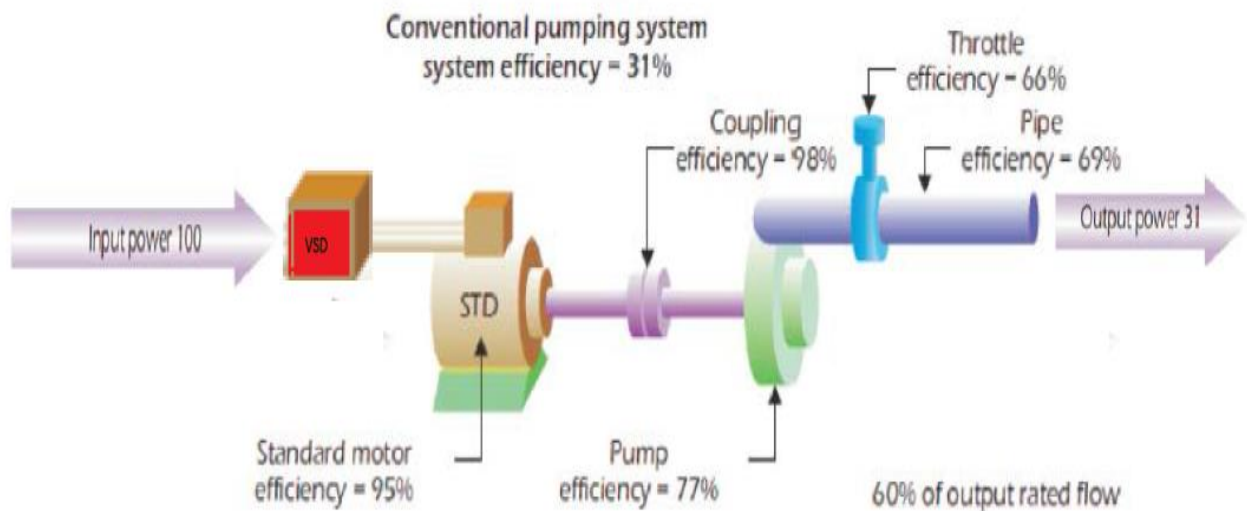 Conventional pumping system
system efficiency = 31%
Throttle
efficiency = 66%
Coupling
efficiency = 98%
Pipe
efficiency = 69%
Input power 100
VSD
Output power 31
STD
Standard motor
efficiency = 95%
Pump
efficiency = 77%
60% of output rated flow